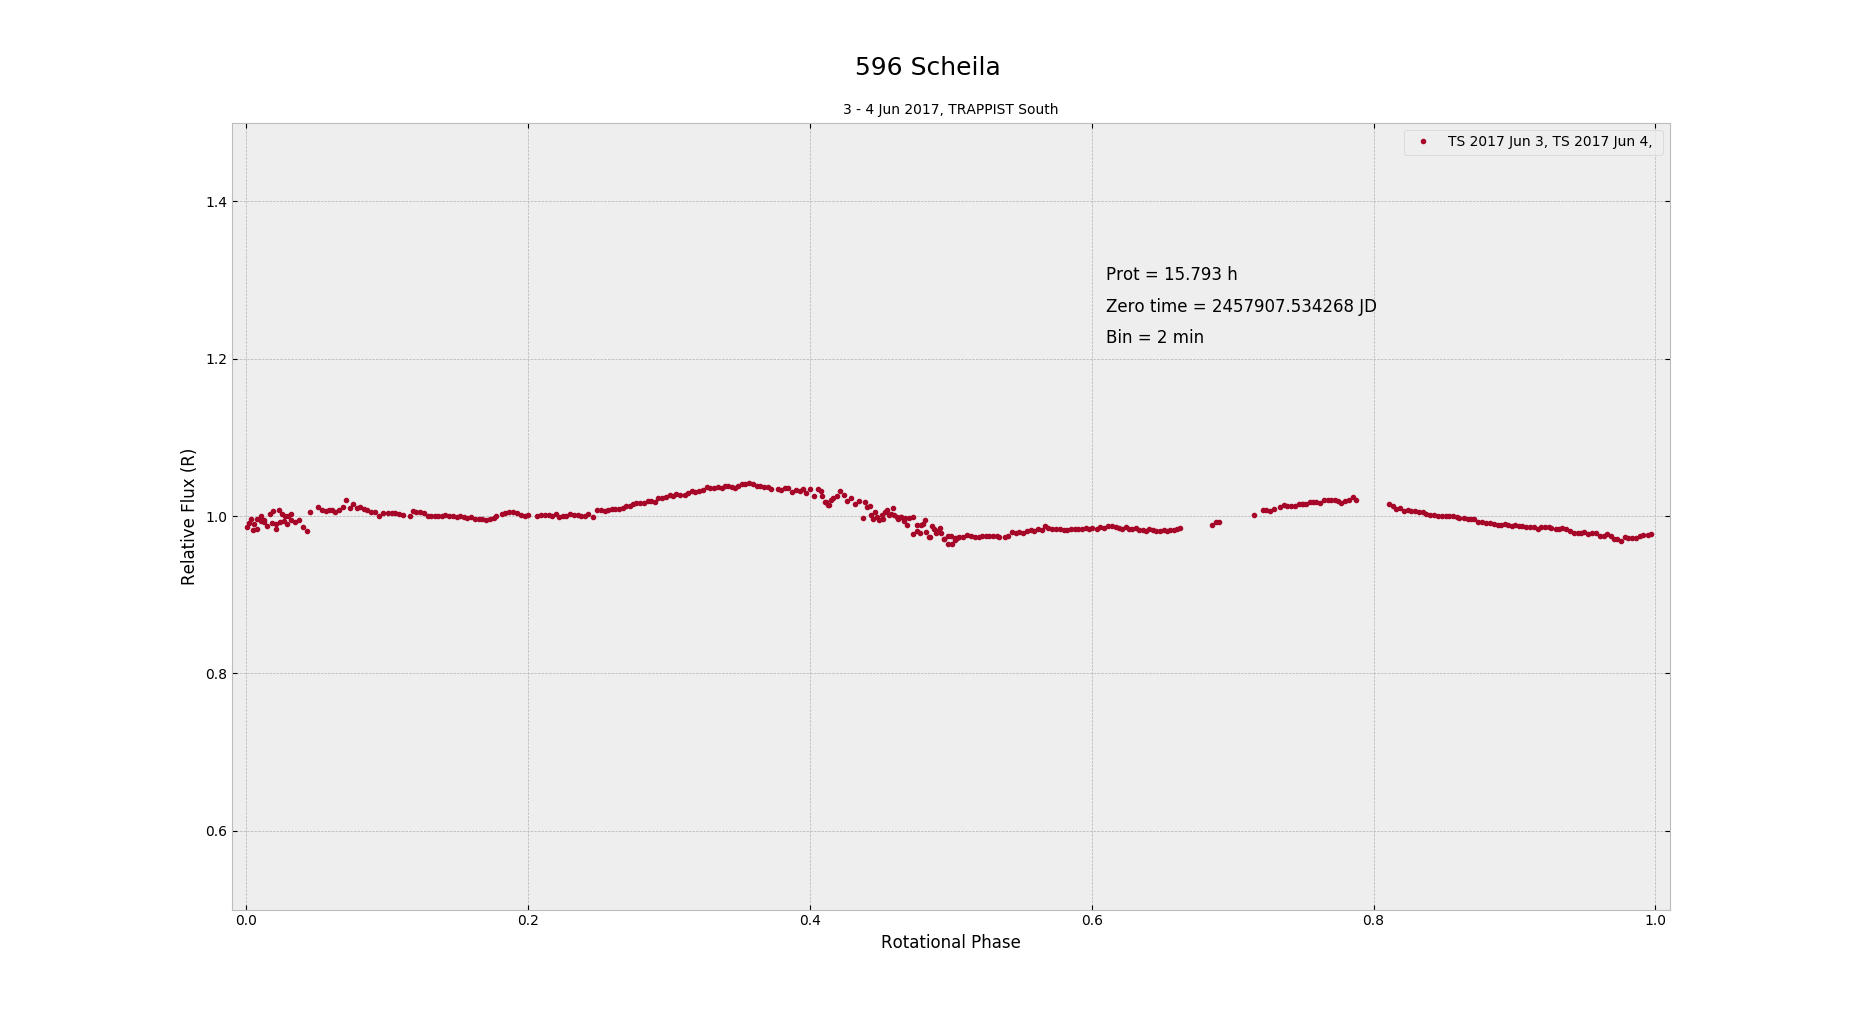 596 Scheila
3 - 4 Jun 2017, TRAPPIST South
TS 2017 Jun 3, TS 2017 Jun 4,
1.4
1.2
1.0
0.8
0.6
Relative Flux (R)
Prot = 15.793 h
Zero time = 2457907.534268 JD
Bin = 2 min
0.0 0.2 0.4 0.6 0.8 1.0
Rotational Phase